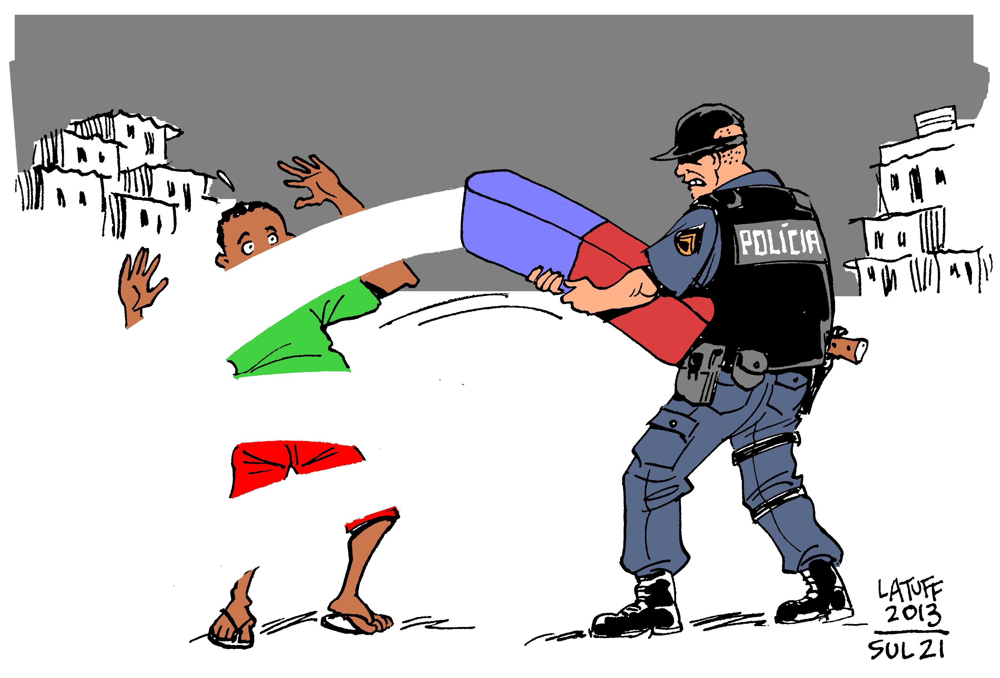 POLÍCIA
LATUFF
2013
SUL21